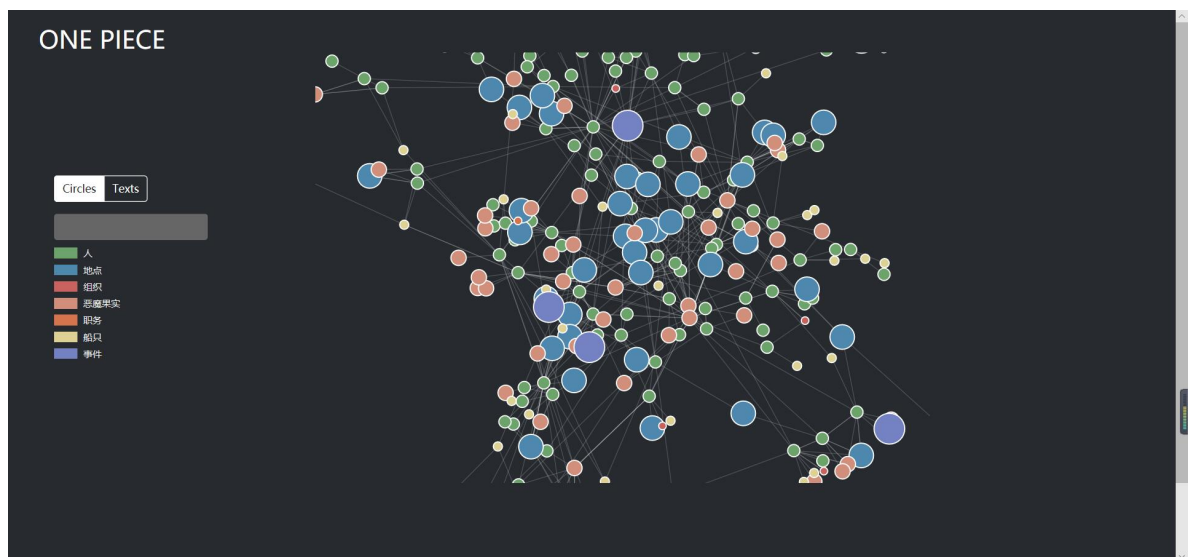 ONE PIECE
Circles Texts
人
地点
组织
恶魔果实
职务
船只
事件